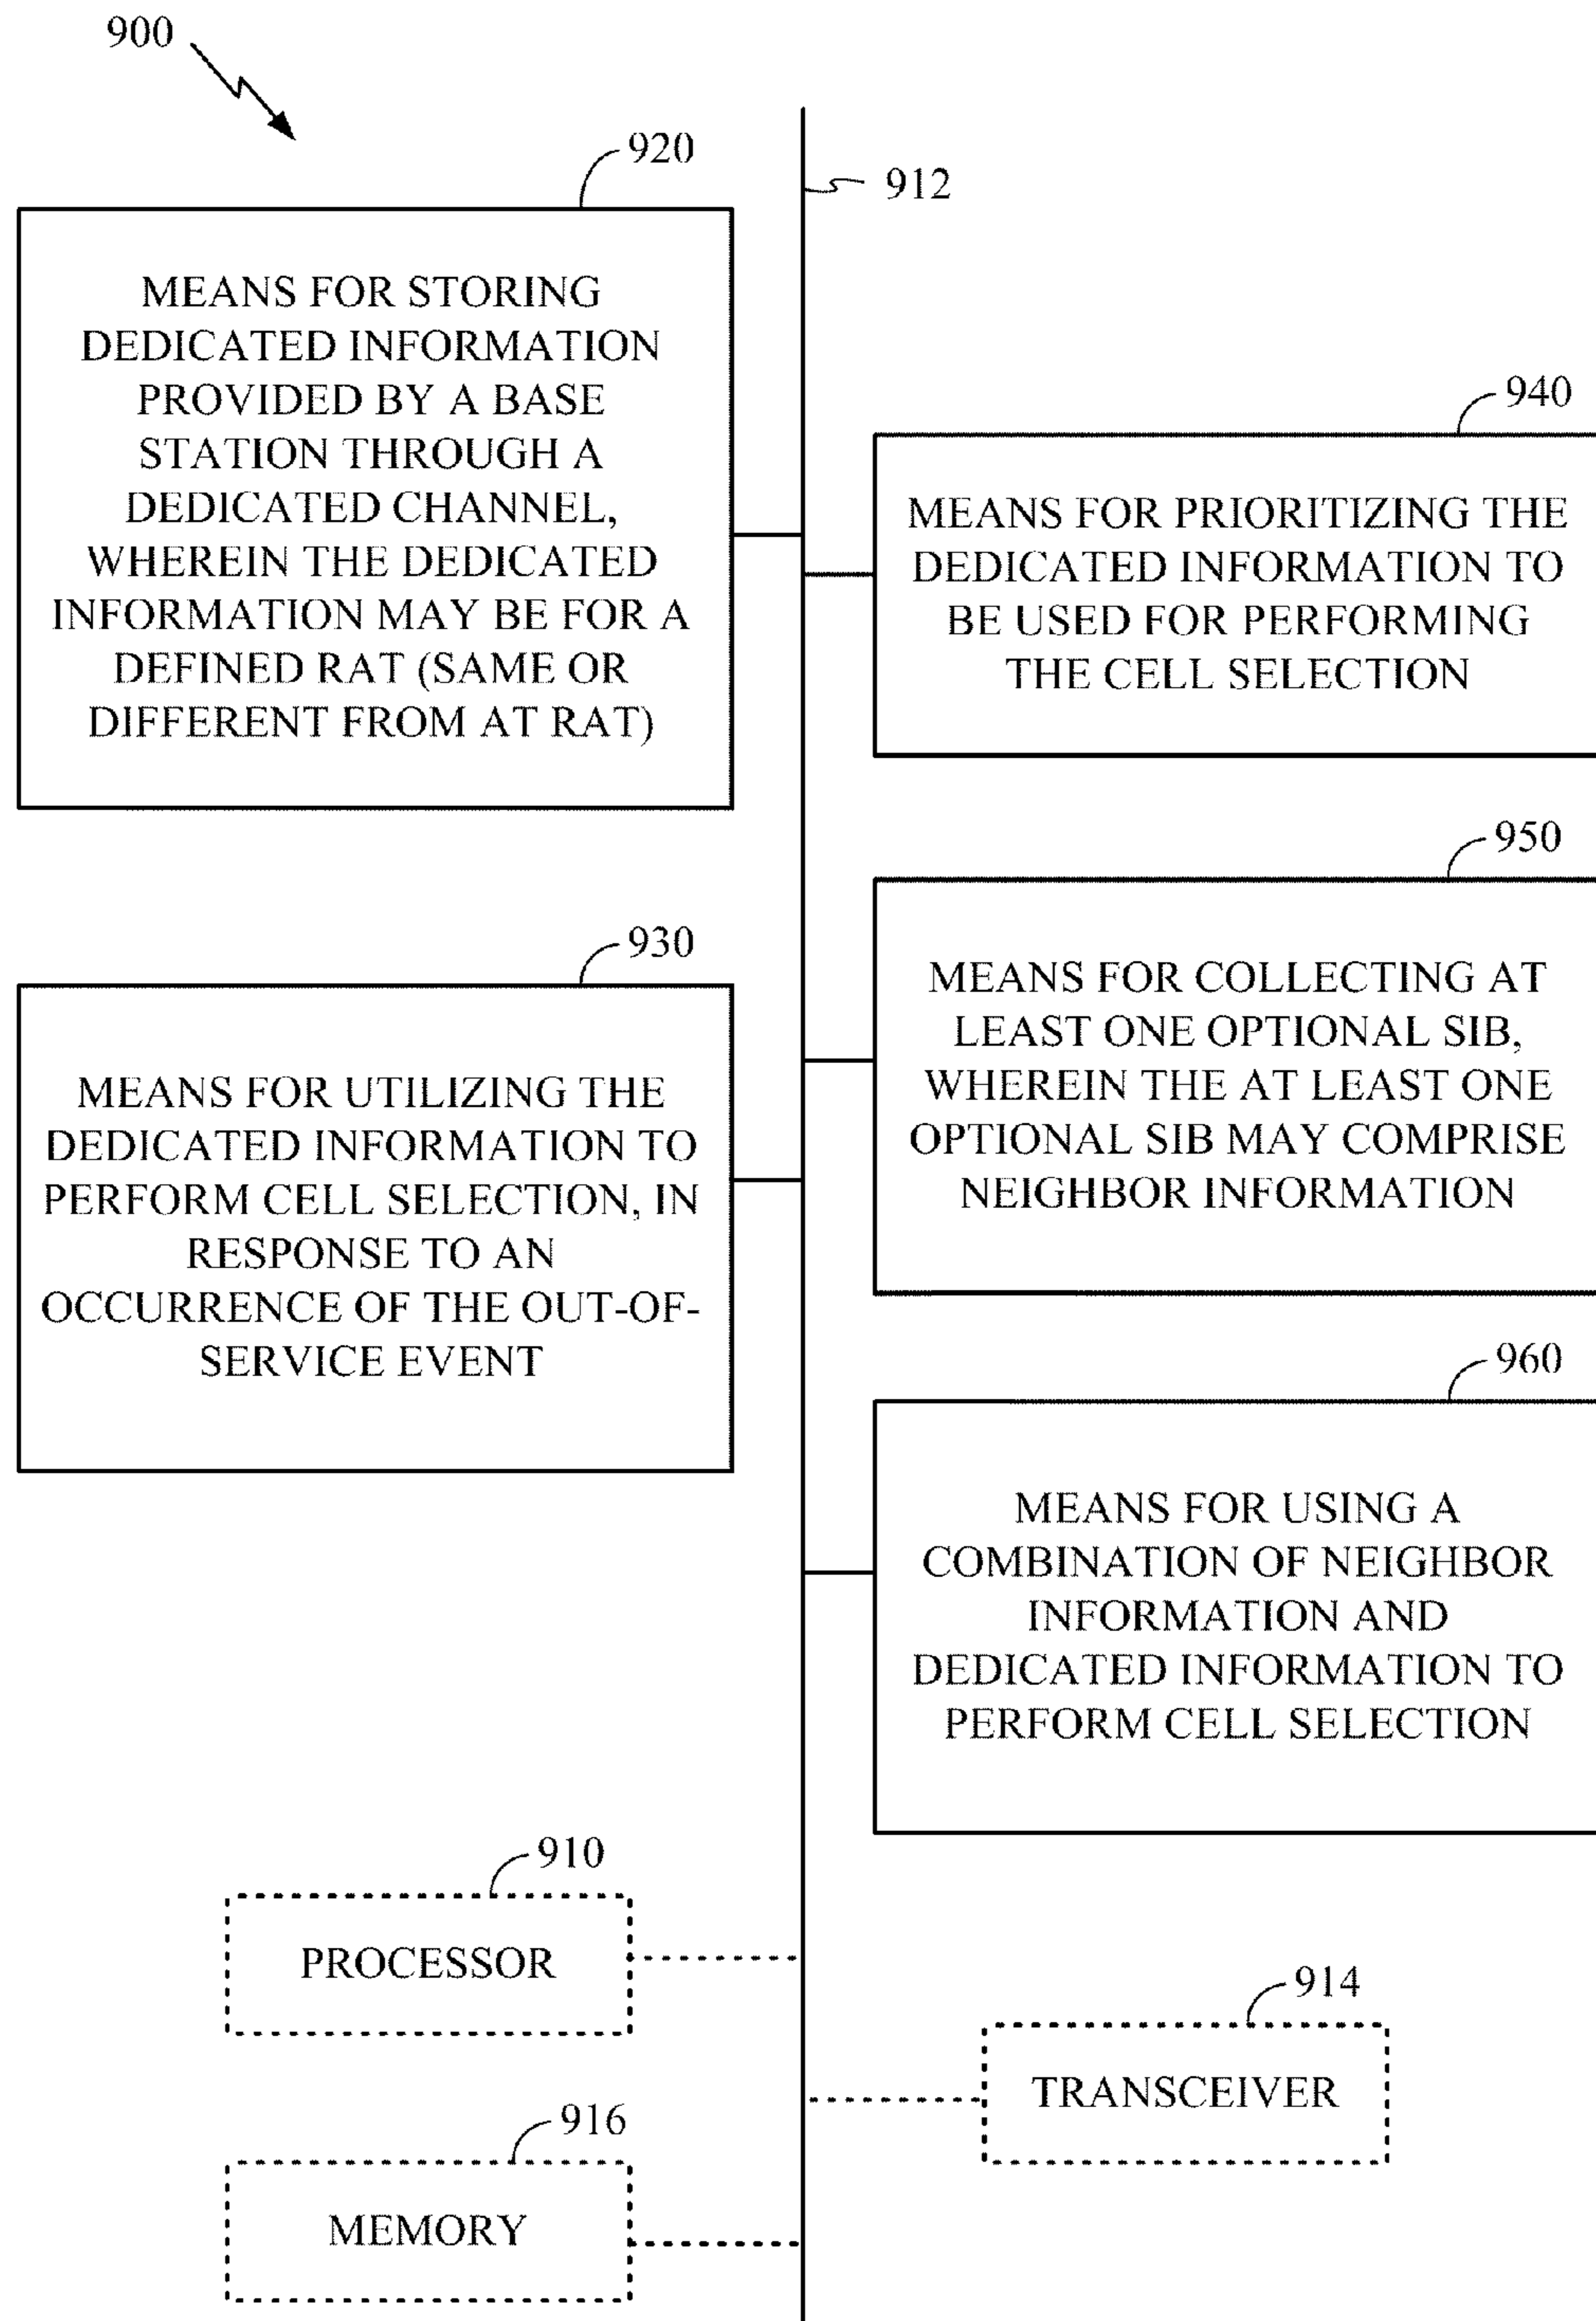 900
920
912
MEANS FOR STORING
DEDICATED INFORMATION
PROVIDED BY A BASE
STATION THROUGH A
DEDICATED CHANNEL,
WHEREIN THE DEDICATED
INFORMATION MAY BE FOR A
DEFINED RAT (SAME OR
DIFFERENT FROM AT RAT)
940
MEANS FOR PRIORITIZING THE
DEDICATED INFORMATION TO
BE USED FOR PERFORMING
THE CELL SELECTION
930
MEANS FOR UTILIZING THE
DEDICATED INFORMATION TO
PERFORM CELL SELECTION, IN
RESPONSE TO AN
OCCURRENCE OF THE OUT-OF-
SERVICE EVENT
950
MEANS FOR COLLECTING AT
LEAST ONE OPTIONAL SIB,
WHEREIN THE AT LEAST ONE
OPTIONAL SIB MAY COMPRISE
NEIGHBOR INFORMATION
960
MEANS FOR USING A
COMBINATION OF NEIGHBOR
INFORMATION AND
DEDICATED INFORMATION TO
PERFORM CELL SELECTION
910
PROCESSOR
914
TRANSCEIVER
916
MEMORY